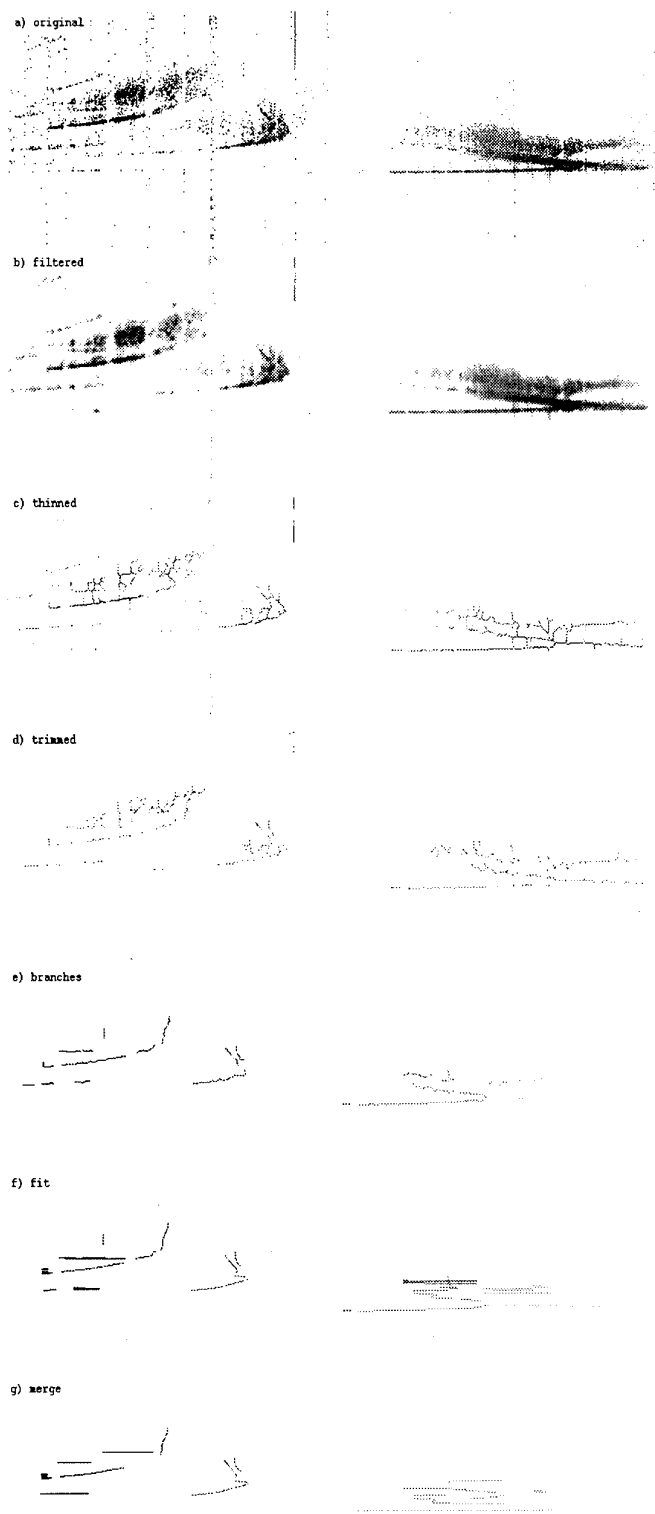 a) original
b) filtered
c) thinned
d) trimmed
e) branches
f) fit
g) merge